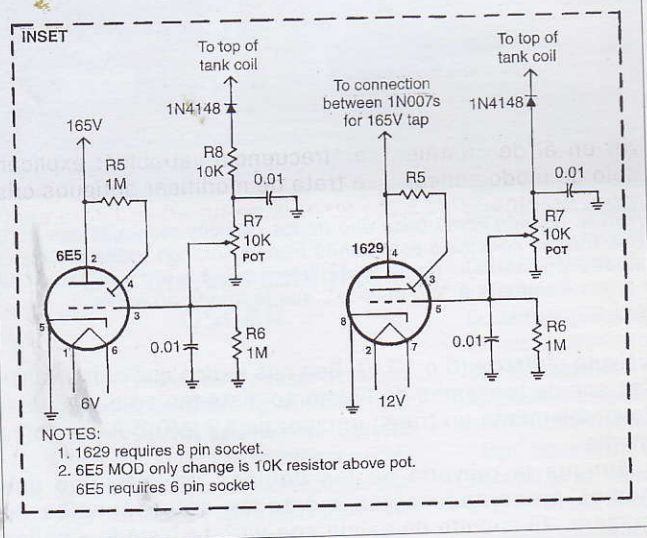 INSET
To top of
tank coil
1N4148
165V
R5
1M
R8
10K
0.01
R7
10K
POT
6E5
2
4
3
5
1
6
0.01
R6
1M
6V
To connection
between 1N007s
for 165V tap
To top of
tank coil
1N4148
R5
0.01
R7
10K
POT
1629
4
3
5
8
2
7
0.01
R6
1M
12V
NOTES:
1. 1629 requires 8 pin socket.
2. 6E5 MOD only change is 10K resistor above pot.
6E5 requires 6 pin socket